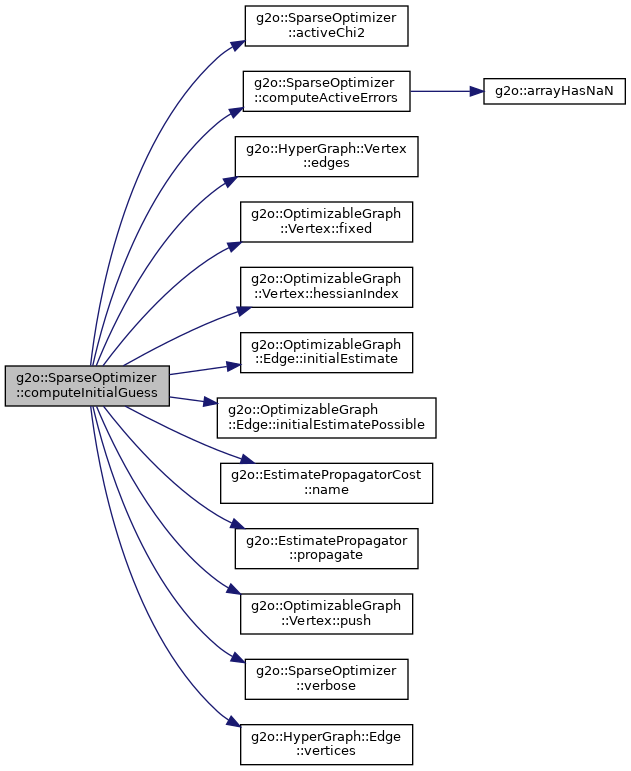 g2o::SparseOptimizer
::activeChi2
g2o::SparseOptimizer
::computeActiveErrors
g2o::arrayHasNaN
g2o::HyperGraph::Vertex
::edges
g2o::OptimizableGraph
::Vertex::fixed
g2o::OptimizableGraph
::Vertex::hessianIndex
g2o::OptimizableGraph
::Edge::initialEstimate
g2o::SparseOptimizer
::computeInitialGuess
g2o::OptimizableGraph
::Edge::initialEstimatePossible
g2o::EstimatePropagatorCost
::name
g2o::EstimatePropagator
::propagate
g2o::OptimizableGraph
::Vertex::push
g2o::SparseOptimizer
::verbose
g2o::HyperGraph::Edge
::vertices